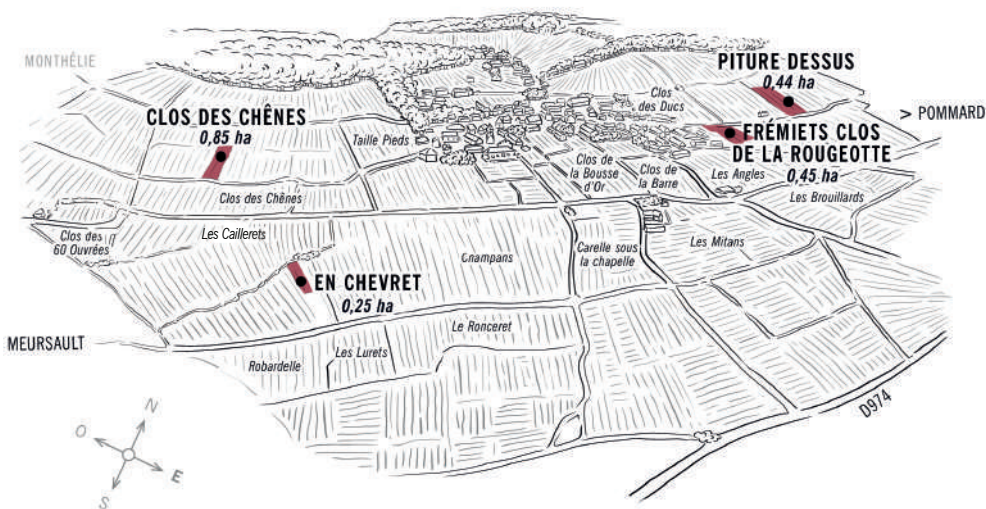 MONTHÉLIE
PITURE DESSUS
0,44 ha
> POMMARD
CLOS DES CHÊNES
0,85 ha
Taille Pieds
Clos
des Ducs
FRÉMIETS CLOS
DE LA ROUGEOTTE
0,45 ha
Clos de
la Bousse
d'Or
Clos de
la Barre
Les Angles
Les Brouillards
Clos des Chênes
Clos des
60 Ouvrées
Les Caillerets
Champans
Carelle sous
la chapelle
Les Mitans
EN CHEVRET
0,25 ha
MEURSAULT
Le Ronceret
Les Lurets
Robardelle
D974
N
O
E
S